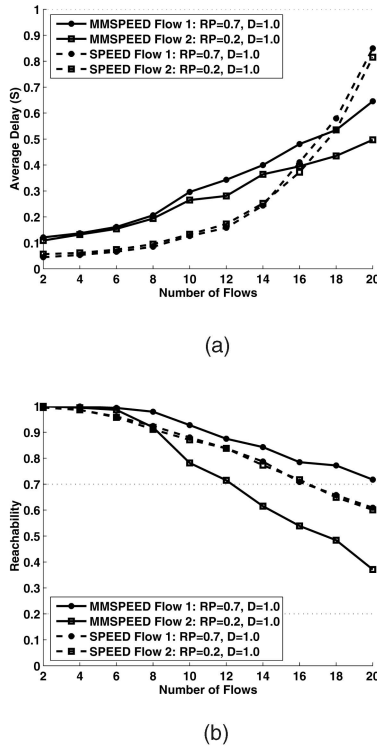 1
0.9
0.8
0.7
0.6
0.5
0.4
0.3
0.2
0.1
0
Average Delay (S)
MMSPEED Flow 1: RP=0.7, D=1.0
MMSPEED Flow 2: RP=0.2, D=1.0
SPEED Flow 1: RP=0.7, D=1.0
SPEED Flow 2: RP=0.2, D=1.0
2 4 6 8 10 12 14 16 18 20
Number of Flows
(a)
1
0.9
0.8
0.7
0.6
0.5
0.4
0.3
0.2
0.1
0
Reachability
MMSPEED Flow 1: RP=0.7, D=1.0
MMSPEED Flow 2: RP=0.2, D=1.0
SPEED Flow 1: RP=0.7, D=1.0
SPEED Flow 2: RP=0.2, D=1.0
2 4 6 8 10 12 14 16 18 20
Number of Flows
(b)